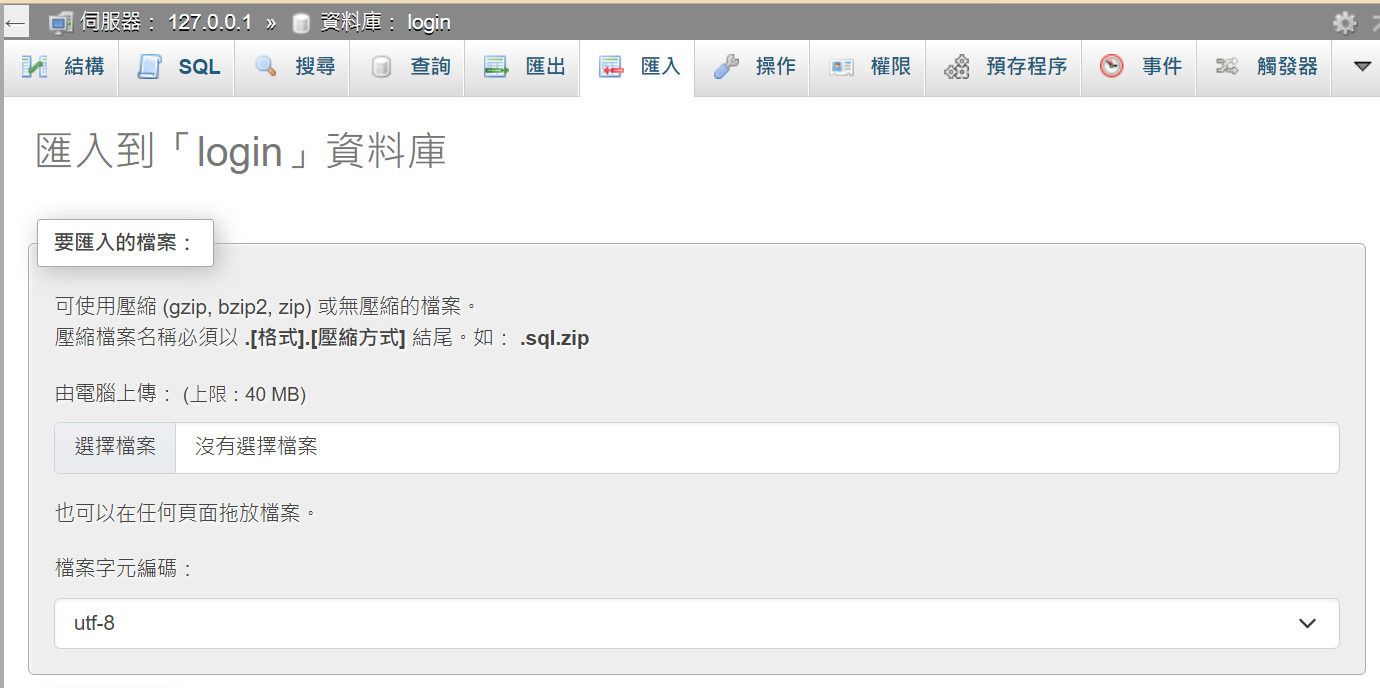 伺服器： 127.0.0.1 » 資料庫： login
結構 SQL 搜尋 查詢 匯出 匯入 操作 權限 預存程序 事件 觸發器
匯入到「login」資料庫
要匯入的檔案：
可使用壓縮 (gzip, bzip2, zip) 或無壓縮的檔案。
壓縮檔案名稱必須以 .[格式].[壓縮方式] 結尾。如： .sql.zip
由電腦上傳： (上限：40 MB)
選擇檔案 沒有選擇檔案
也可以在任何頁面拖放檔案。
檔案字元編碼：
utf-8